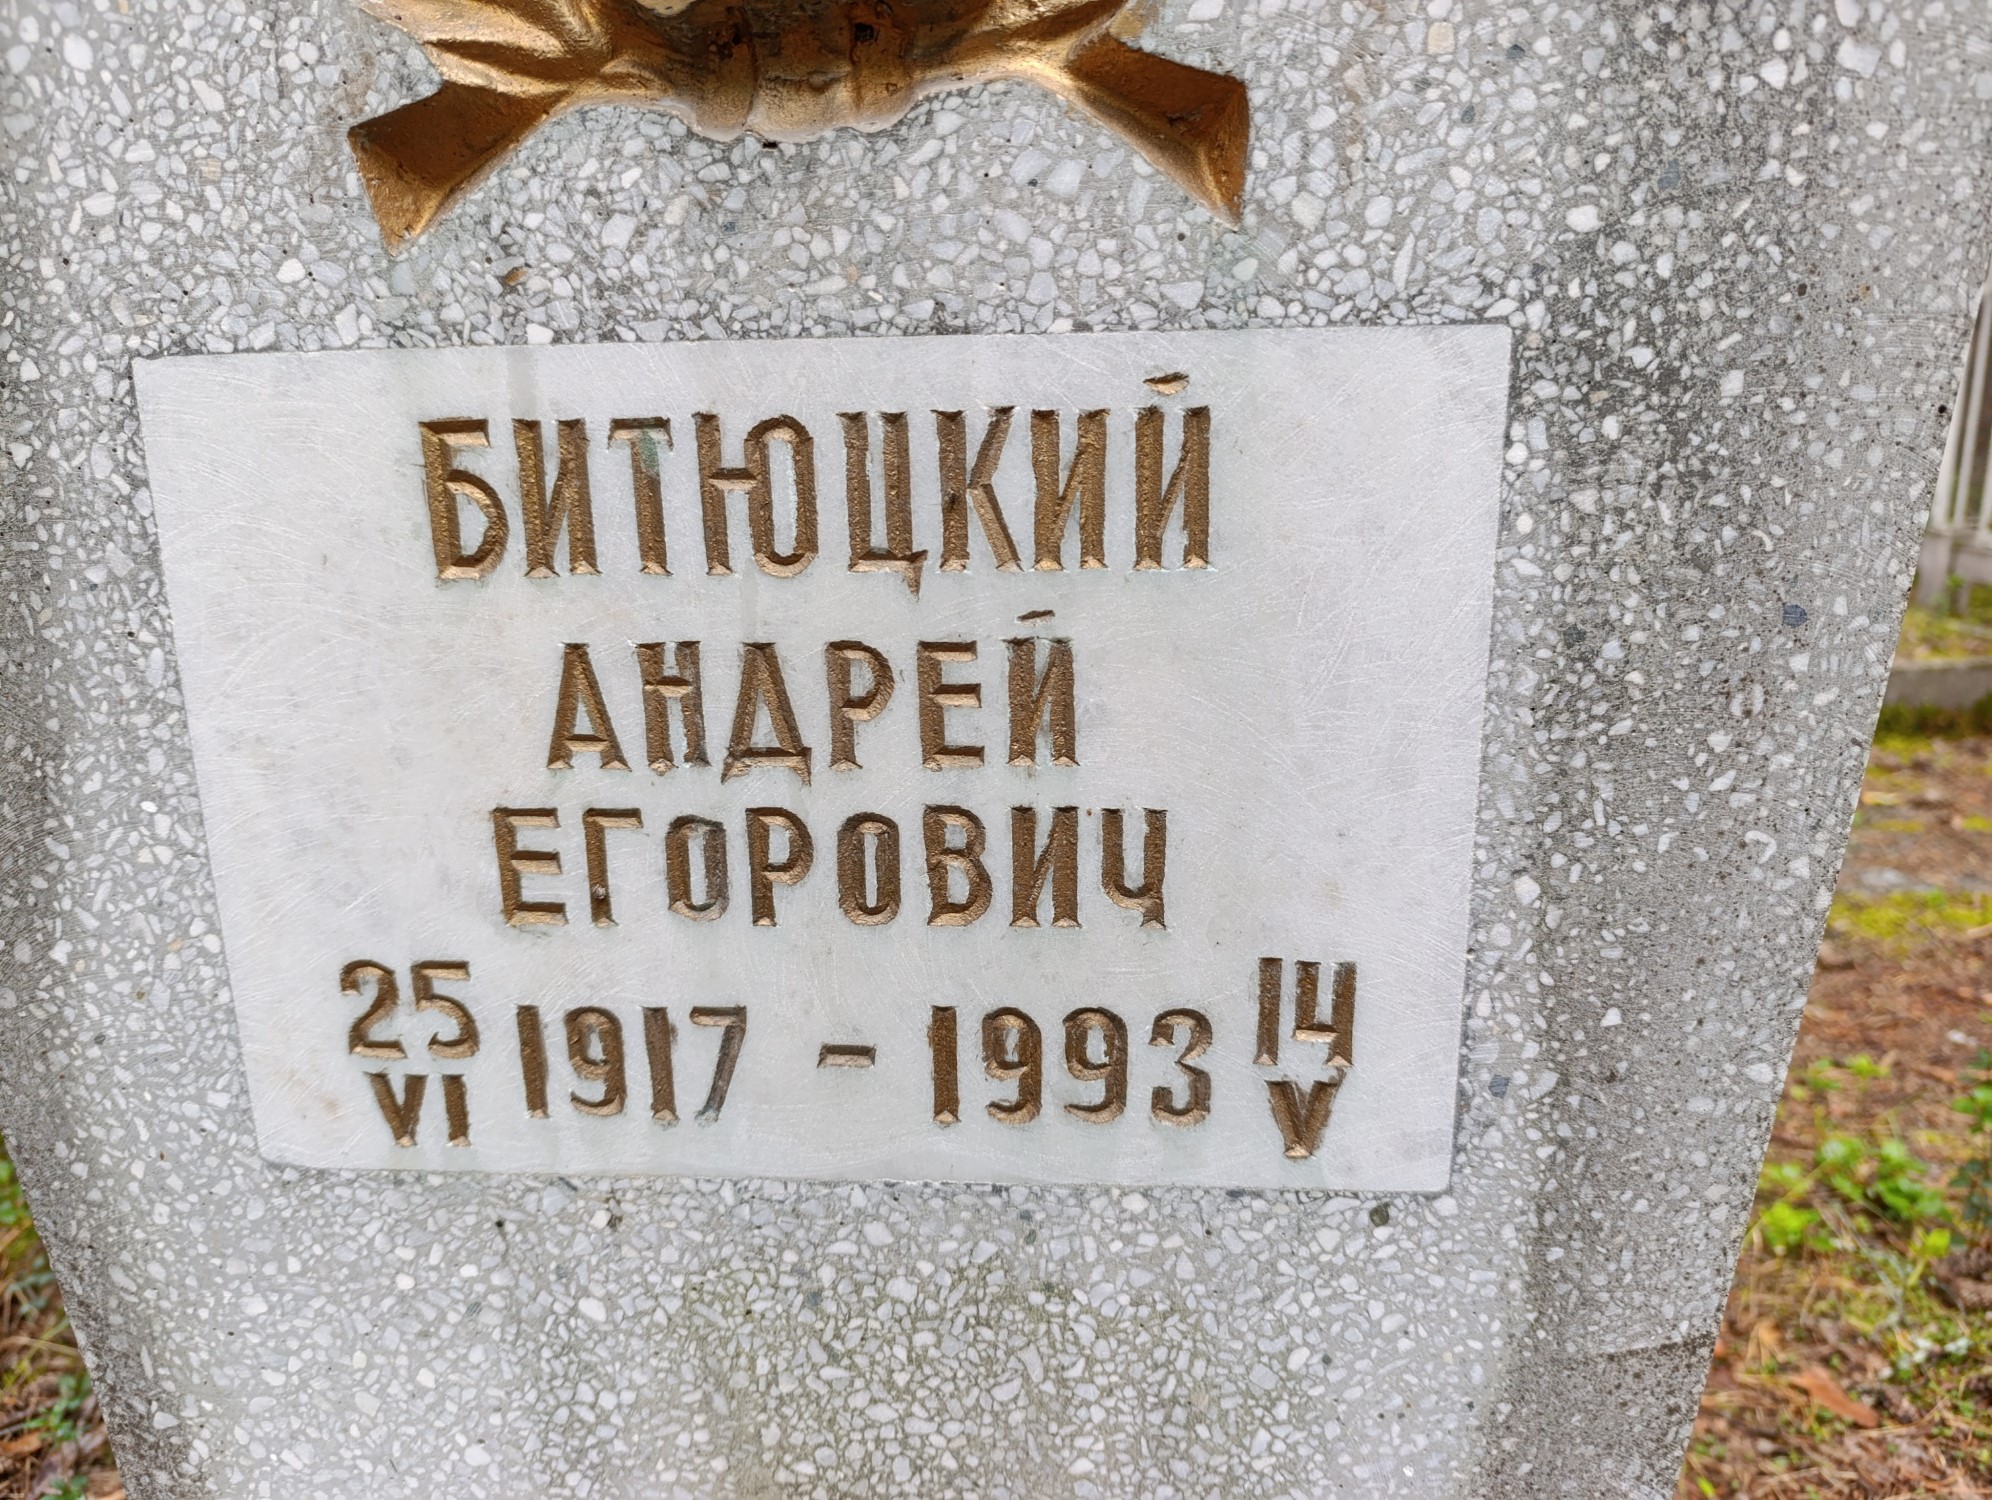 БИТЮЦКИЙ
АНДРЕЙ
ЕГОРОВИЧ
25 VI 1917 - 1993 14 V